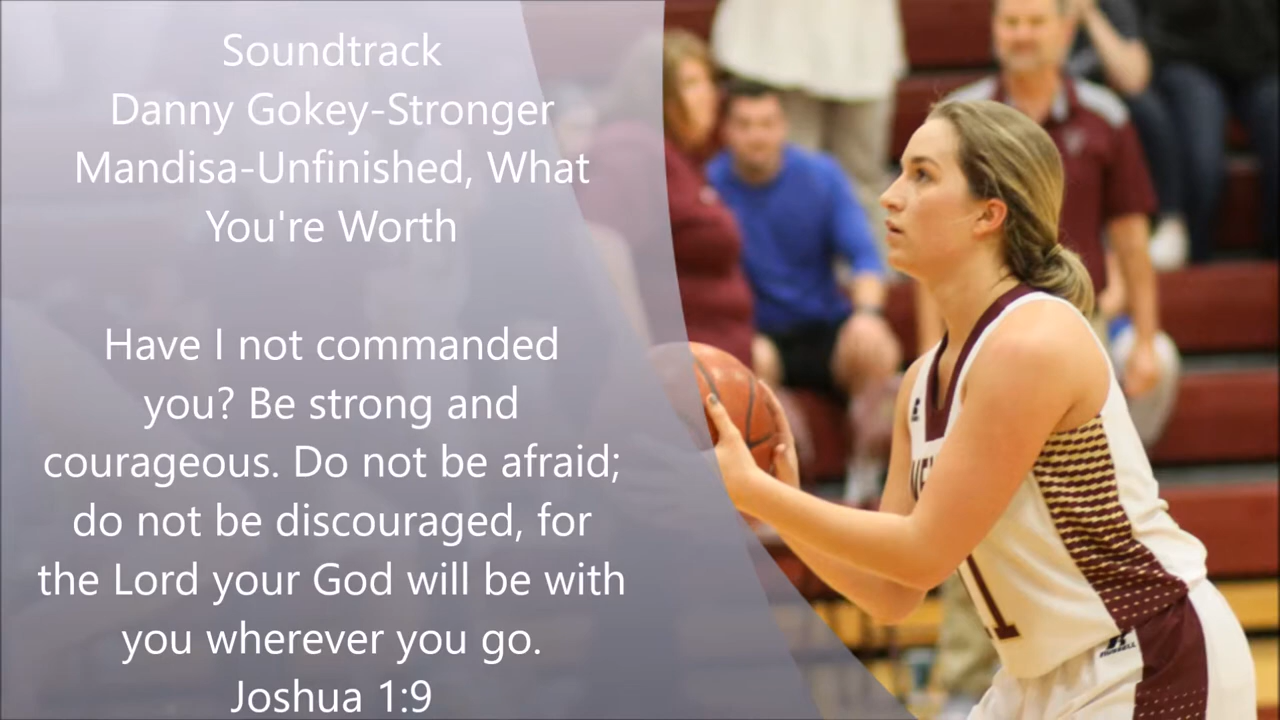 Soundtrack
Danny Gokey-Stronger
Mandisa-Unfinished, What
You're Worth
Have I not commanded
you? Be strong and
courageous. Do not be afraid;
do not be discouraged, for
the Lord your God will be with
you wherever you go.
Joshua 1:9
RUSSELL